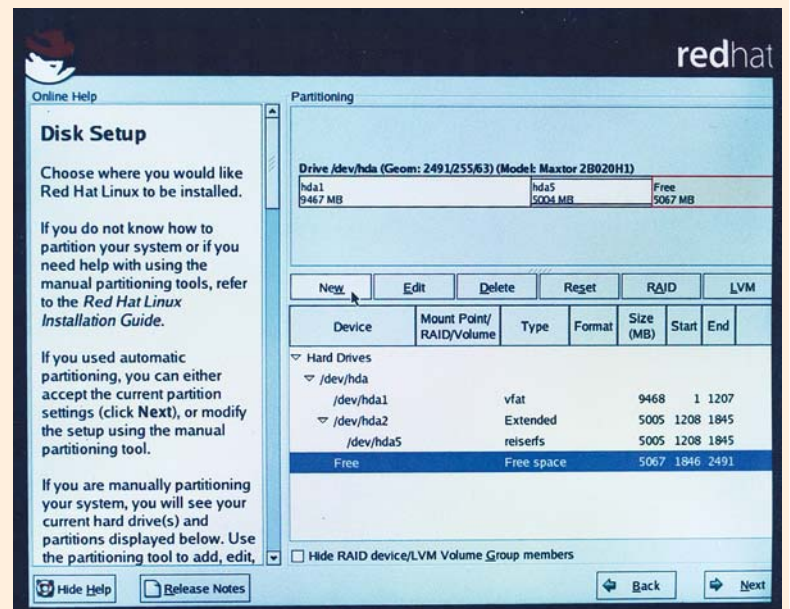 redhat
Online Help
Disk Setup
Choose where you would like
Red Hat Linux to be installed.
If you do not know how to
partition your system or if you
need help with using the
manual partitioning tools, refer
to the Red Hat Linux
Installation Guide.
If you used automatic
partitioning, you can either
accept the current partition
settings (click Next), or modify
the setup using the manual
partitioning tool.
If you are manually partitioning
your system, you will see your
current hard drive(s) and
partitions displayed below. Use
the partitioning tool to add, edit,
Partitioning
Drive /dev/hda (Geom: 2491/255/63) (Model: Maxtor 2B020H1)
hda1 hda5 Free
9467 MB 5004 MB 5067 MB
New Edit Delete Reset RAID LVM
Device Mount Point/ RAID/Volume Type Format Size (MB) Start End
Hard Drives
/dev/hda
/dev/hda1 vfat 9468 1 1207
/dev/hda2 Extended 5005 1208 1845
/dev/hda5 reiserfs 5005 1208 1845
Free Free space 5067 1846 2491
Hide RAID device/LVM Volume Group members
Hide Help Release Notes Back Next